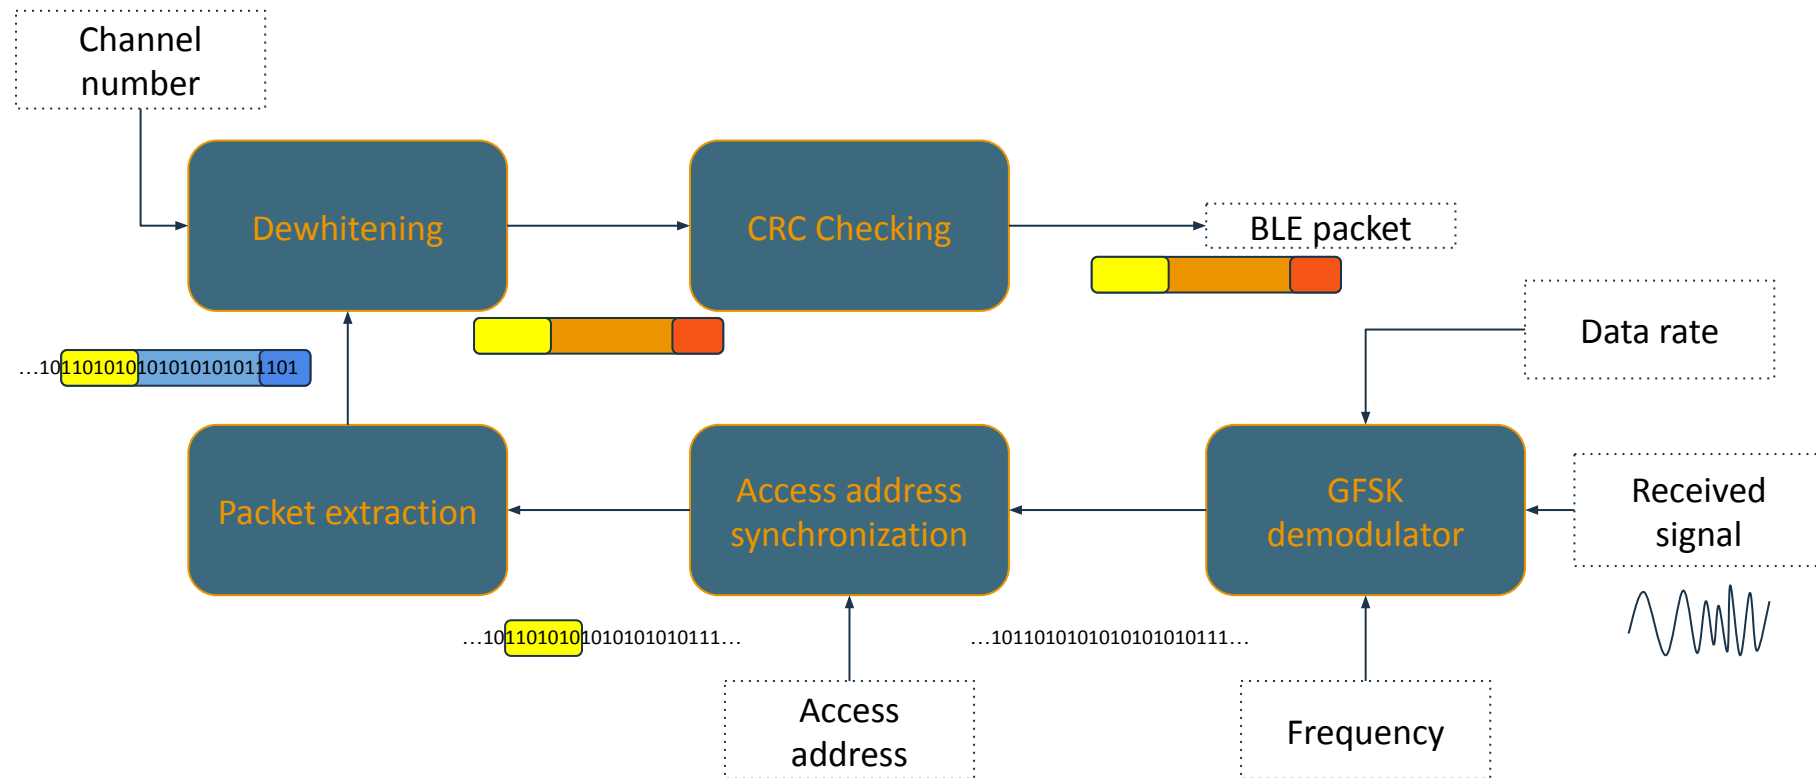 Channel
number
Dewhitening
CRC Checking
BLE packet
Data rate
…10110101010101010101011101
Packet extraction
Access address
synchronization
GFSK
demodulator
Received
signal
…1011010101010101010111…
…1011010101010101010111…
Access
address
Frequency